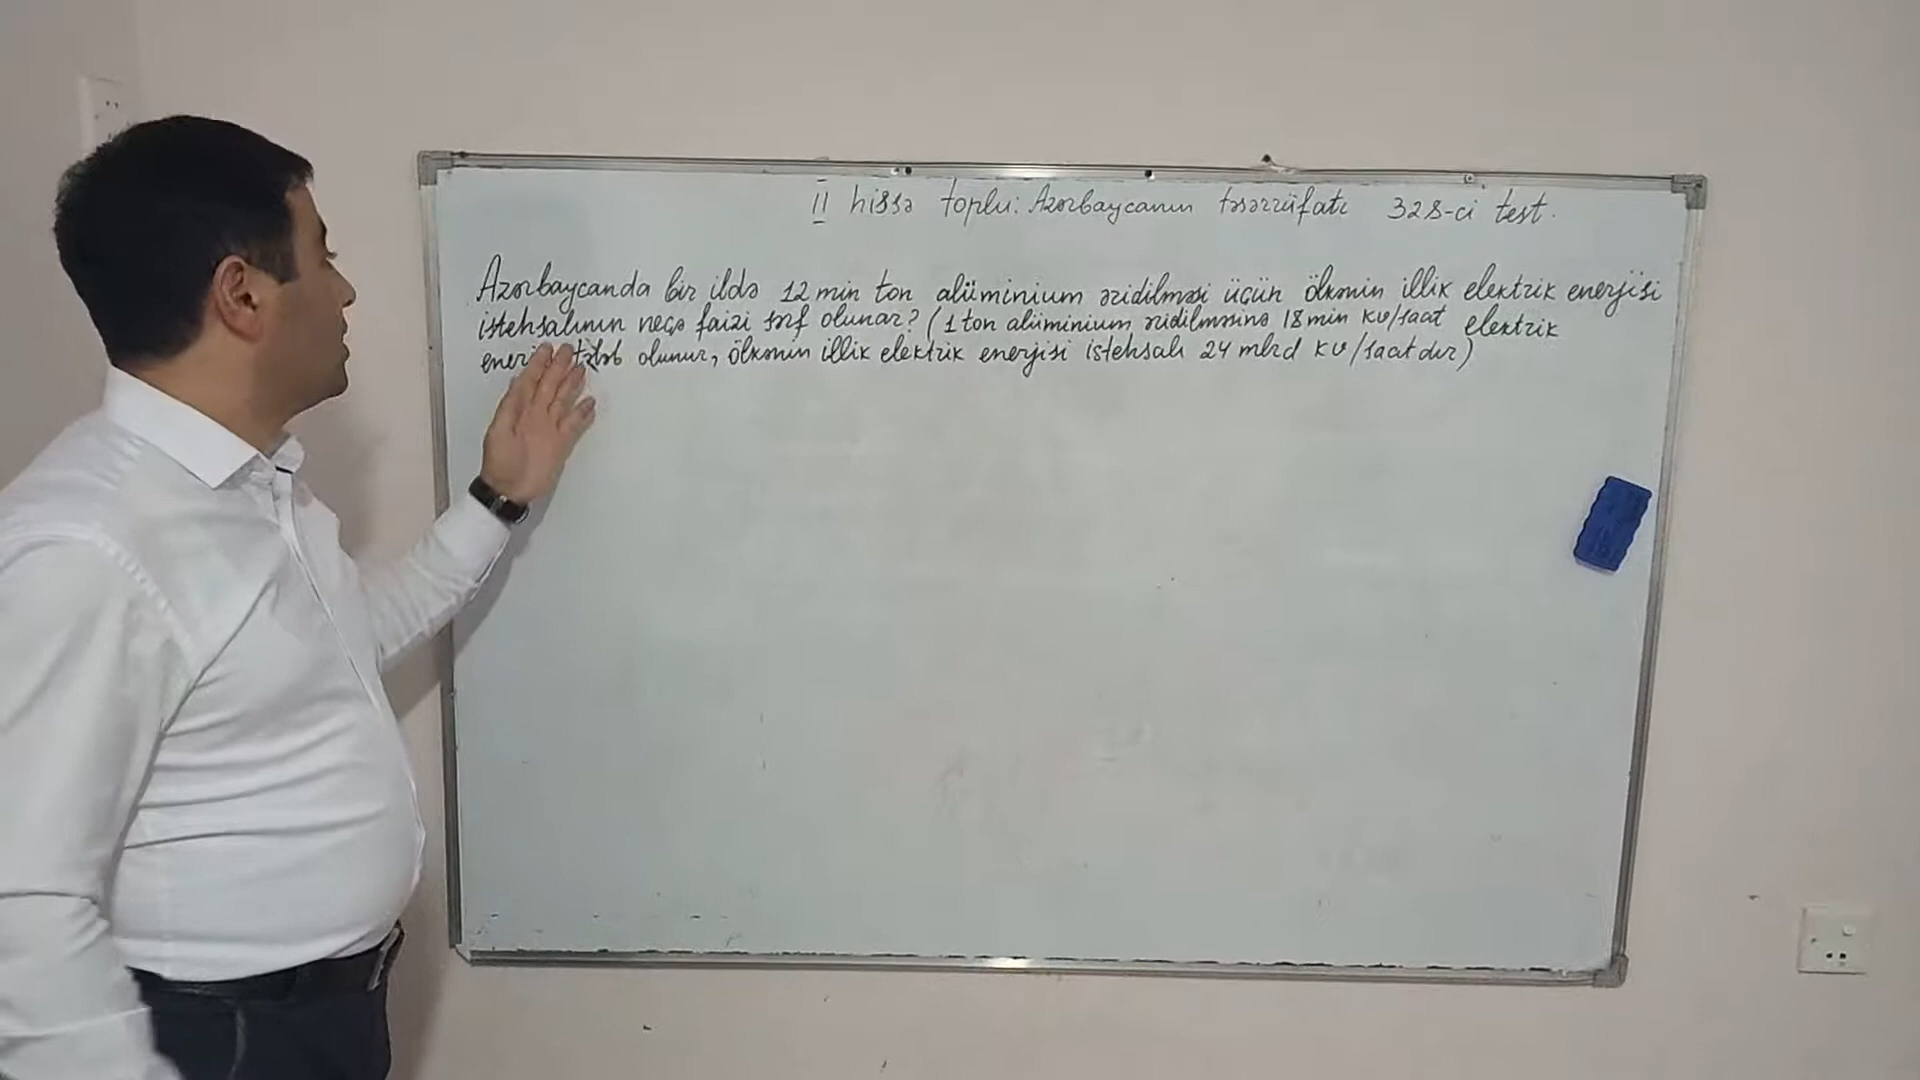 II hissə toplu: Azərbaycanın təsərrüfatı 328-ci test.
Azərbaycanda bir ildə 12 min ton alüminium əridilməsi üçün ölkənin illik elektrik enerjisi
istehsalının neçə faizi sərf olunar? (1 ton alüminium əridilməsinə 18 min kv/saat elektrik
tələb olunur, ölkənin illik elektrik enerjisi istehsalı 24 mlrd kv/saatdır)